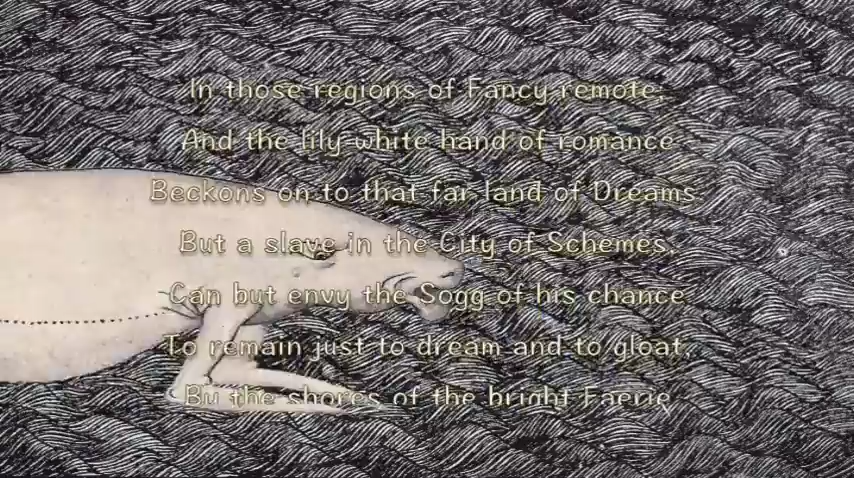 In those regions of Fancy remote;
And the lily-white hand of romance
Beckons on to that far land of Dreams.
But a slave in the City of Schemes,
Can but envy the Sogg of his chance
To remain just to dream and to gloat,
By the shores of the bright Faerie